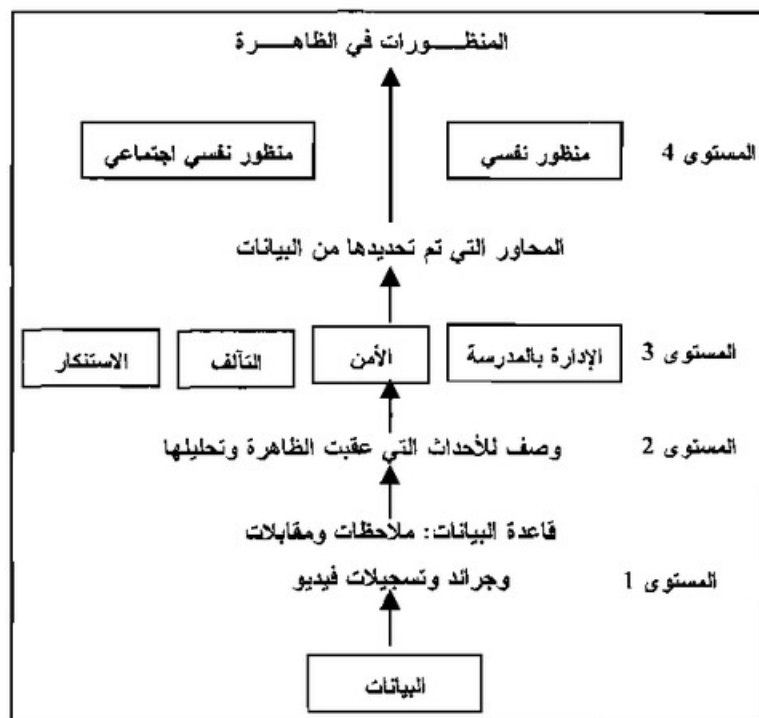 المنظورات في الظاهرة
المستوى 4 منظور نفسي منظور نفسي اجتماعي
المحاور التي تم تحديدها من البيانات
المستوى 3 الإدارة بالمدرسة الأمن التآلف الاستنكار
المستوى 2 وصف للأحداث التي عقبت الظاهرة وتحليلها
قاعدة البيانات: ملاحظات ومقابلات
المستوى 1 وجرائد وتسجيلات فيديو
البيانات